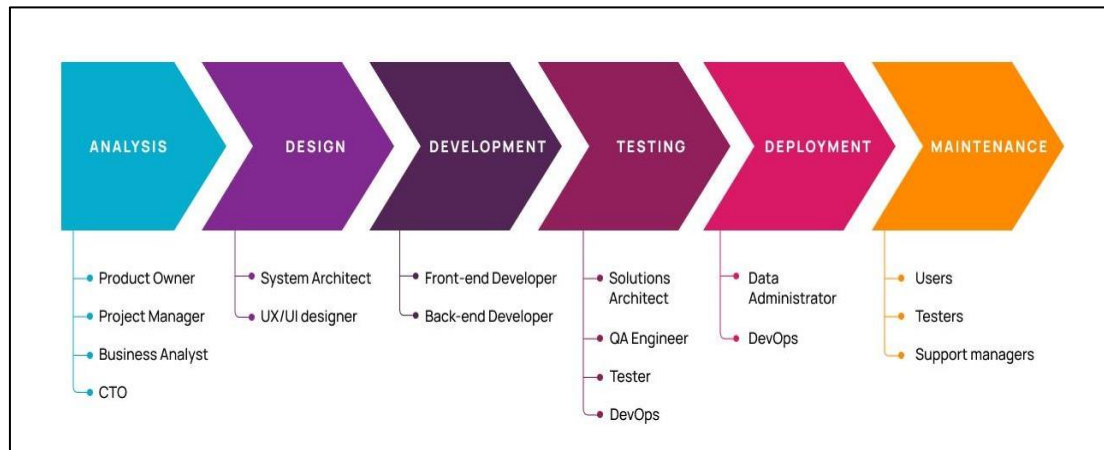 ANALYSIS
DESIGN
DEVELOPMENT
TESTING
DEPLOYMENT
MAINTENANCE
Product Owner
Project Manager
Business Analyst
CTO
System Architect
UX/UI designer
Front-end Developer
Back-end Developer
Solutions
Architect
QA Engineer
Tester
DevOps
Data
Administrator
DevOps
Users
Testers
Support managers